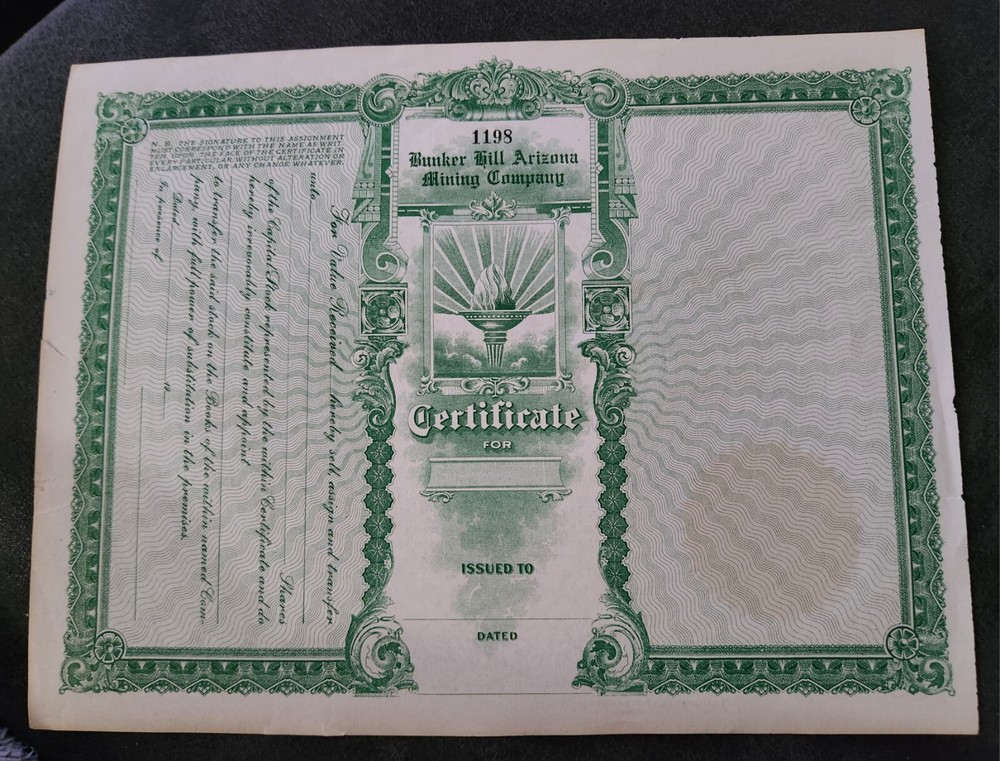 1198
Bunker Hill Arizona
Mining Company
Certificate
FOR
ISSUED TO
DATED
N. B. THE SIGNATURE TO THIS ASSIGNMENT
MUST CORRESPOND WITH THE NAME AS WRIT-
TEN UPON THE FACE OF THE CERTIFICATE IN
EVERY PARTICULAR, WITHOUT ALTERATION OR
ENLARGEMENT, OR ANY CHANGE WHATEVER.
For Value Received hereby sell, assign and transfer
unto
Shares
of the Capital Stock represented by the within Certificate and do
hereby irrevocably constitute and appoint
to transfer the said stock on the Books of the within named Com-
pany with full power of substitution in the premises.
Dated
In presence of